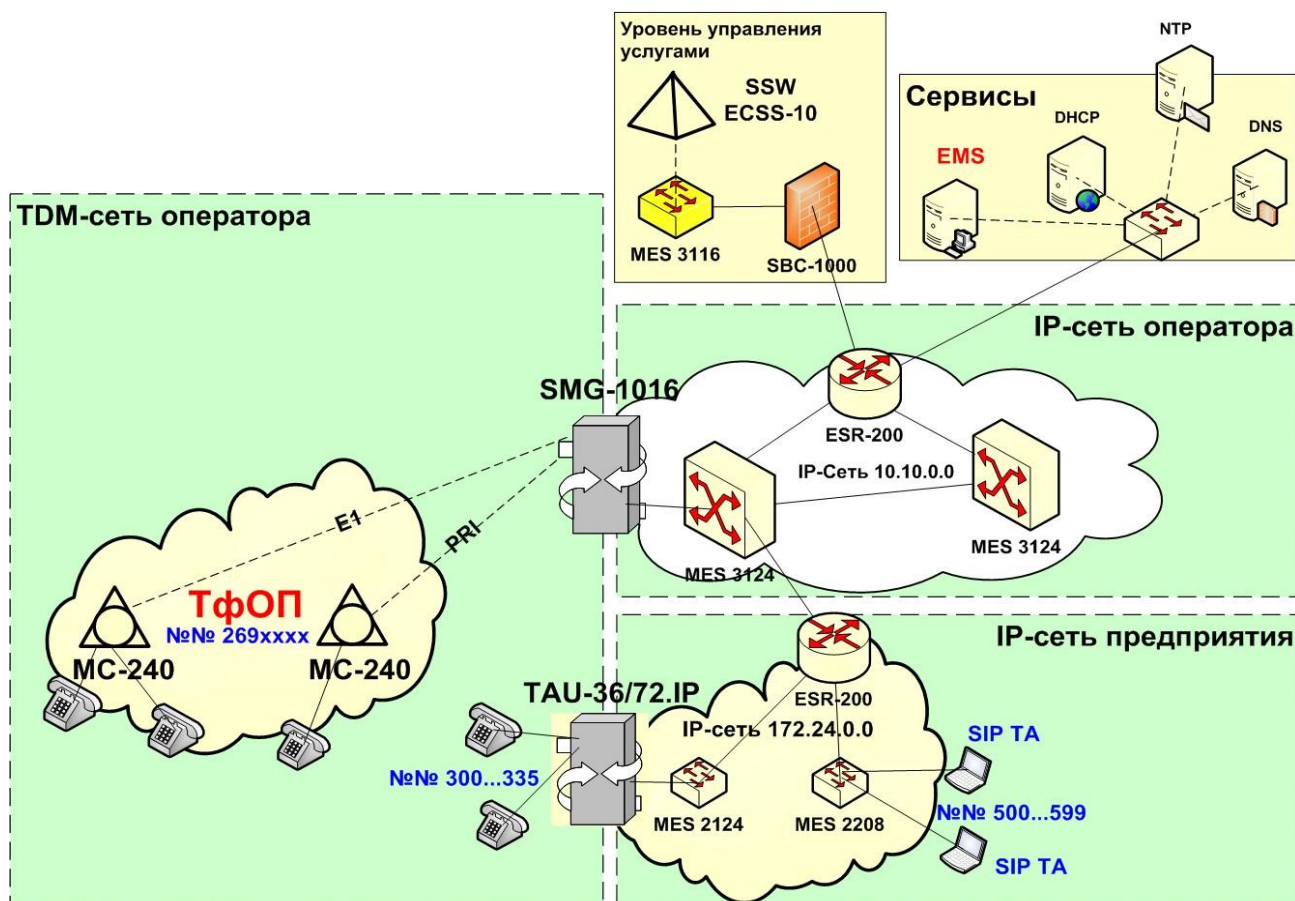 Уровень управления
услугами
SSW
ECSS-10
MES 3116
SBC-1000
NTP
Сервисы
DHCP
DNS
EMS
TDM-сеть оператора
IP-сеть оператора
SMG-1016
ESR-200
IP-Сеть 10.10.0.0
MES 3124
MES 3124
E1
PRI
ТфОП
№№ 269xxxx
МС-240
МС-240
IP-сеть предприятия
TAU-36/72.IP
ESR-200
IP-сеть 172.24.0.0
SIP TA
№№ 300...335
№№ 500...599
MES 2124
MES 2208
SIP TA